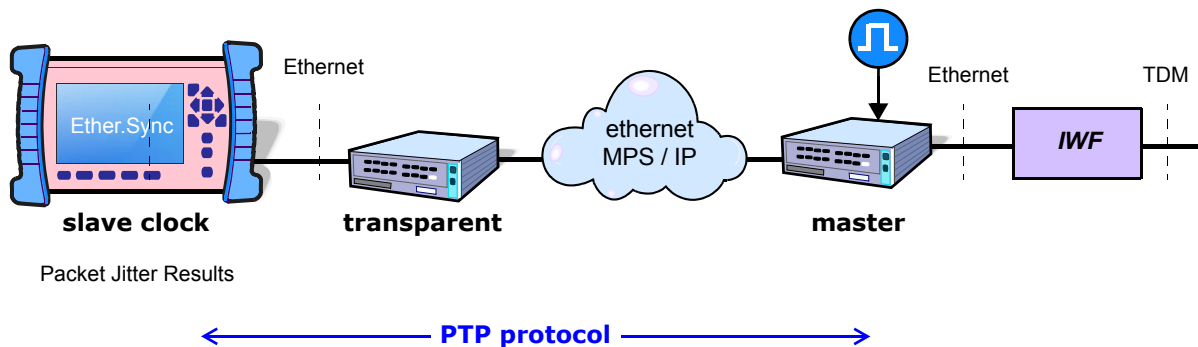 Ethernet
Ethernet
TDM
Ether.Sync
ethernet
MPS / IP
IWF
slave clock
transparent
master
Packet Jitter Results
PTP protocol